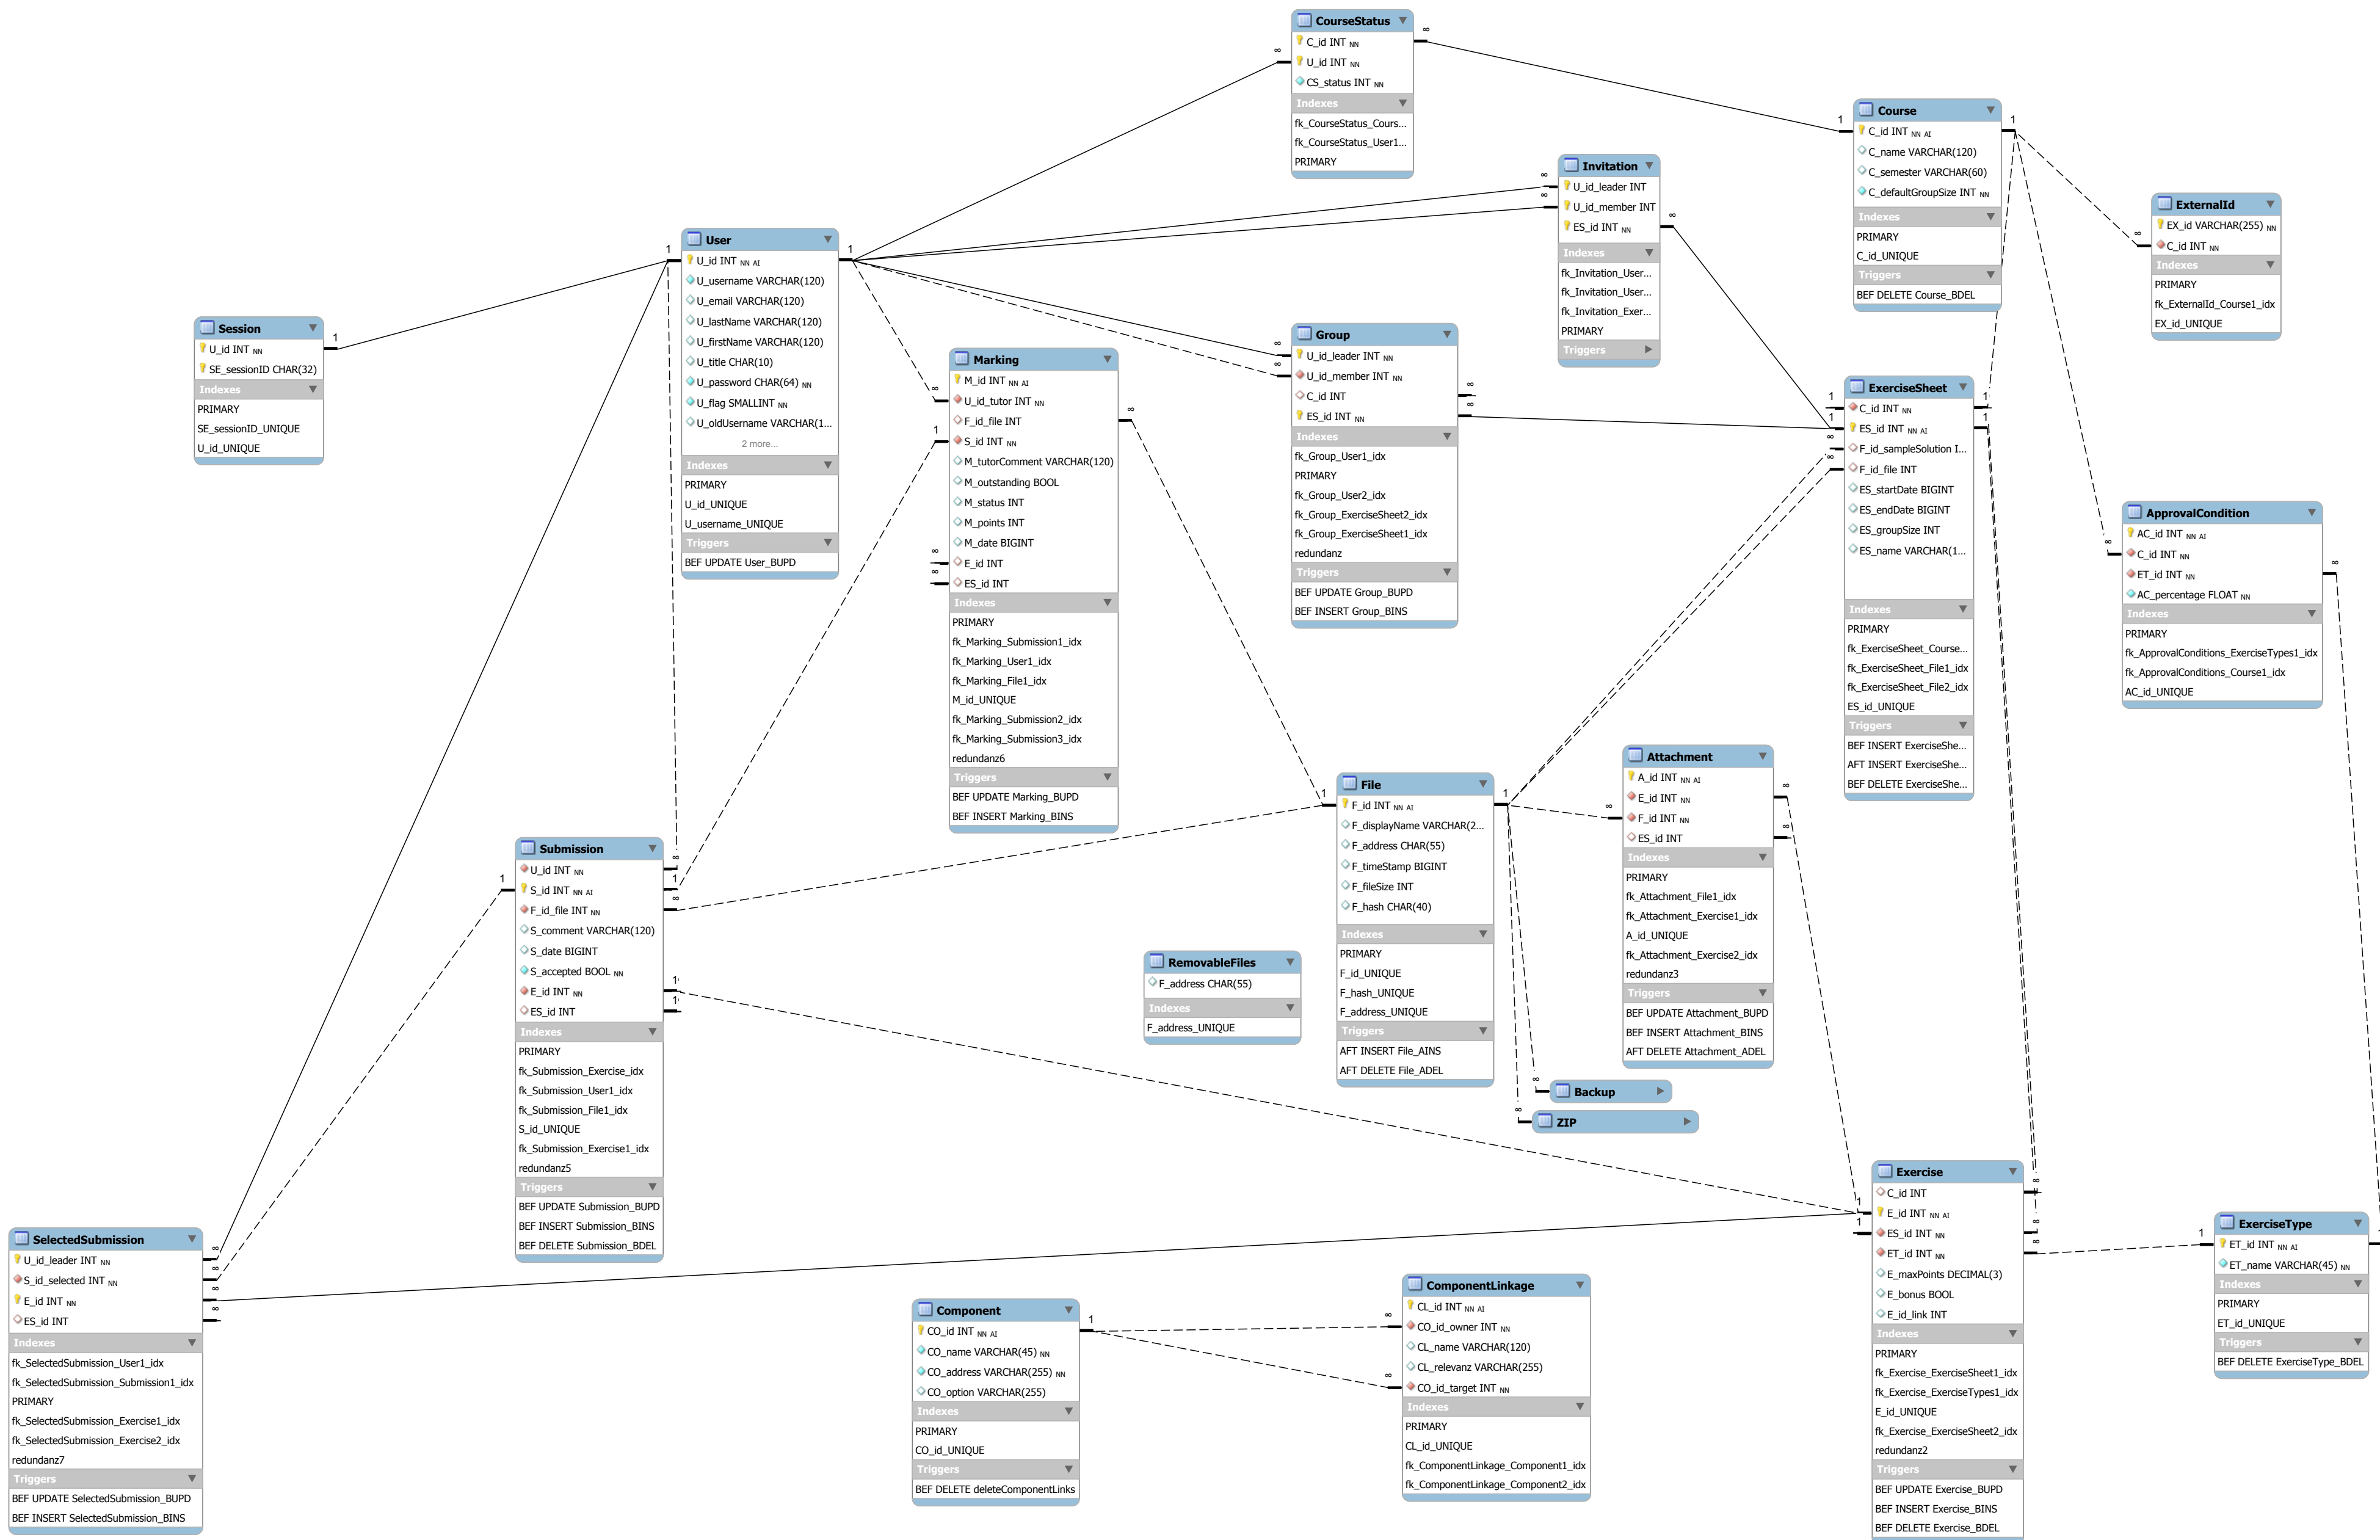 CourseStatus
C_id INT NN
U_id INT NN
CS_status INT NN
Indexes
fk_CourseStatus_Cours...
fk_CourseStatus_User1...
PRIMARY
Course
C_id INT NN AI
C_name VARCHAR(120)
C_semester VARCHAR(60)
C_defaultGroupSize INT NN
Indexes
PRIMARY
C_id_UNIQUE
Triggers
BEF DELETE Course_BDEL
Invitation
U_id_leader INT
U_id_member INT
ES_id INT NN
Indexes
fk_Invitation_User...
fk_Invitation_User...
fk_Invitation_Exer...
PRIMARY
Triggers
ExternalId
EX_id VARCHAR(255) NN
C_id INT NN
Indexes
PRIMARY
fk_ExternalId_Course1_idx
EX_id_UNIQUE
User
U_id INT NN AI
U_username VARCHAR(120)
U_email VARCHAR(120)
U_lastName VARCHAR(120)
U_firstName VARCHAR(120)
U_title CHAR(10)
U_password CHAR(64) NN
U_flag SMALLINT NN
U_oldUsername VARCHAR(1...
2 more...
Indexes
PRIMARY
U_id_UNIQUE
U_username_UNIQUE
Triggers
BEF UPDATE User_BUPD
Session
U_id INT NN
SE_sessionID CHAR(32)
Indexes
PRIMARY
SE_sessionID_UNIQUE
U_id_UNIQUE
Marking
M_id INT NN AI
U_id_tutor INT NN
F_id_file INT
S_id INT NN
M_tutorComment VARCHAR(120)
M_outstanding BOOL
M_status INT
M_points INT
M_date BIGINT
E_id INT
ES_id INT
Indexes
PRIMARY
fk_Marking_Submission1_idx
fk_Marking_User1_idx
fk_Marking_File1_idx
M_id_UNIQUE
fk_Marking_Submission2_idx
fk_Marking_Submission3_idx
redundanz6
Triggers
BEF UPDATE Marking_BUPD
BEF INSERT Marking_BINS
Group
U_id_leader INT NN
U_id_member INT NN
C_id INT
ES_id INT NN
Indexes
fk_Group_User1_idx
PRIMARY
fk_Group_User2_idx
fk_Group_ExerciseSheet2_idx
fk_Group_ExerciseSheet1_idx
redundanz
Triggers
BEF UPDATE Group_BUPD
BEF INSERT Group_BINS
ExerciseSheet
C_id INT NN
ES_id INT NN AI
F_id_sampleSolution I...
F_id_file INT
ES_startDate BIGINT
ES_endDate BIGINT
ES_groupSize INT
ES_name VARCHAR(1...
Indexes
PRIMARY
fk_ExerciseSheet_Course...
fk_ExerciseSheet_File1_idx
fk_ExerciseSheet_File2_idx
ES_id_UNIQUE
Triggers
BEF INSERT ExerciseShe...
AFT INSERT ExerciseShe...
BEF DELETE ExerciseShe...
ApprovalCondition
AC_id INT NN AI
C_id INT NN
ET_id INT NN
AC_percentage FLOAT NN
Indexes
PRIMARY
fk_ApprovalConditions_ExerciseTypes1_idx
fk_ApprovalConditions_Course1_idx
AC_id_UNIQUE
Submission
U_id INT NN
S_id INT NN AI
F_id_file INT NN
S_comment VARCHAR(120)
S_date BIGINT
S_accepted BOOL NN
E_id INT NN
ES_id INT
Indexes
PRIMARY
fk_Submission_Exercise_idx
fk_Submission_User1_idx
fk_Submission_File1_idx
S_id_UNIQUE
fk_Submission_Exercise1_idx
redundanz5
Triggers
BEF UPDATE Submission_BUPD
BEF INSERT Submission_BINS
BEF DELETE Submission_BDEL
RemovableFiles
F_address CHAR(55)
Indexes
F_address_UNIQUE
File
F_id INT NN AI
F_displayName VARCHAR(2...
F_address CHAR(55)
F_timeStamp BIGINT
F_fileSize INT
F_hash CHAR(40)
Indexes
PRIMARY
F_id_UNIQUE
F_hash_UNIQUE
F_address_UNIQUE
Triggers
AFT INSERT File_AINS
AFT DELETE File_ADEL
Attachment
A_id INT NN AI
E_id INT NN
F_id INT NN
ES_id INT
Indexes
PRIMARY
fk_Attachment_File1_idx
fk_Attachment_Exercise1_idx
A_id_UNIQUE
fk_Attachment_Exercise2_idx
redundanz3
Triggers
BEF UPDATE Attachment_BUPD
BEF INSERT Attachment_BINS
AFT DELETE Attachment_ADEL
Backup
ZIP
SelectedSubmission
U_id_leader INT NN
S_id_selected INT NN
E_id INT NN
ES_id INT
Indexes
fk_SelectedSubmission_User1_idx
fk_SelectedSubmission_Submission1_idx
PRIMARY
fk_SelectedSubmission_Exercise1_idx
fk_SelectedSubmission_Exercise2_idx
redundanz7
Triggers
BEF UPDATE SelectedSubmission_BUPD
BEF INSERT SelectedSubmission_BINS
Component
CO_id INT NN AI
CO_name VARCHAR(45) NN
CO_address VARCHAR(255) NN
CO_option VARCHAR(255)
Indexes
PRIMARY
CO_id_UNIQUE
Triggers
BEF DELETE deleteComponentLinks
ComponentLinkage
CL_id INT NN AI
CO_id_owner INT NN
CL_name VARCHAR(120)
CL_relevanz VARCHAR(255)
CO_id_target INT NN
Indexes
PRIMARY
CL_id_UNIQUE
fk_ComponentLinkage_Component1_idx
fk_ComponentLinkage_Component2_idx
Exercise
C_id INT
E_id INT NN AI
ES_id INT NN
ET_id INT NN
E_maxPoints DECIMAL(3)
E_bonus BOOL
E_id_link INT
Indexes
PRIMARY
fk_Exercise_ExerciseSheet1_idx
fk_Exercise_ExerciseTypes1_idx
E_id_UNIQUE
fk_Exercise_ExerciseSheet2_idx
redundanz2
Triggers
BEF UPDATE Exercise_BUPD
BEF INSERT Exercise_BINS
BEF DELETE Exercise_BDEL
ExerciseType
ET_id INT NN AI
ET_name VARCHAR(45) NN
Indexes
PRIMARY
ET_id_UNIQUE
Triggers
BEF DELETE ExerciseType_BDEL